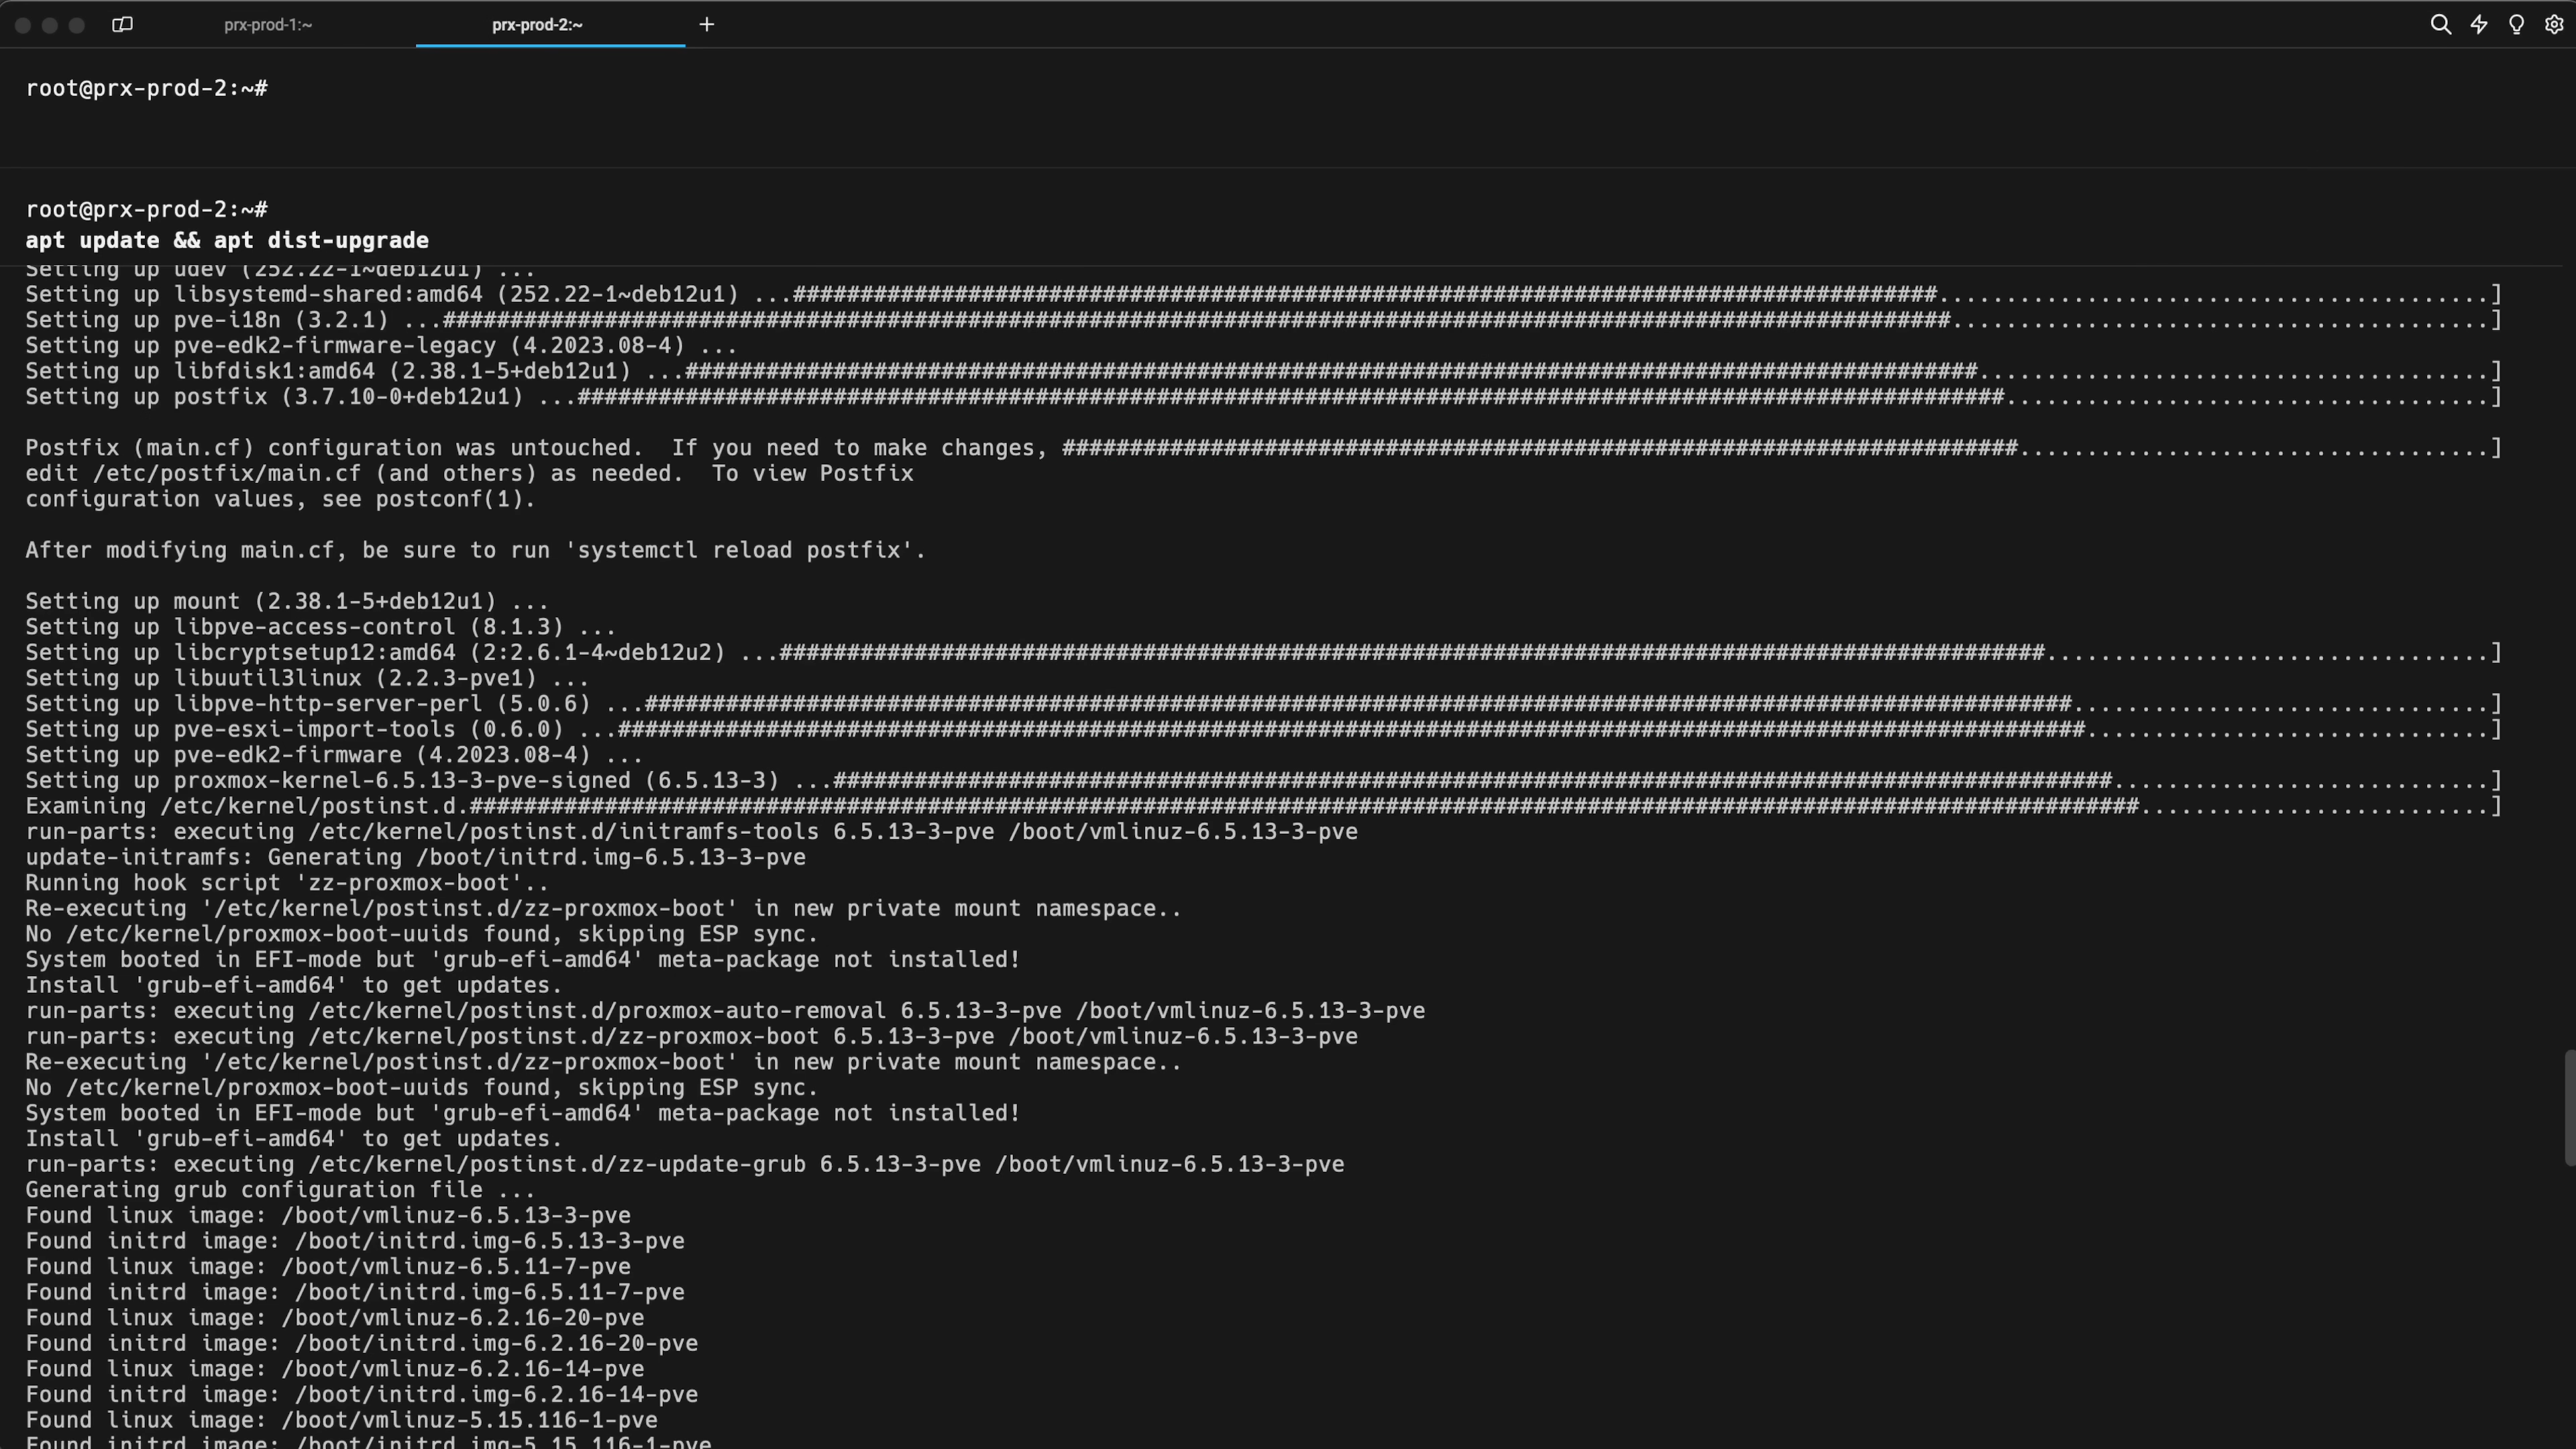 prx-prod-1:~
prx-prod-2:~
+
root@prx-prod-2:~#
root@prx-prod-2:~#
apt update && apt dist-upgrade
Setting up udev (252.22-1~deb12u1) ...
Setting up libsystemd-shared:amd64 (252.22-1~deb12u1) ...#####################################################################################.........................................]
Setting up pve-i18n (3.2.1) ...################################################################################################################........................................]
Setting up pve-edk2-firmware-legacy (4.2023.08-4) ...
Setting up libfdisk1:amd64 (2.38.1-5+deb12u1) ...################################################################################################......................................]
Setting up postfix (3.7.10-0+deb12u1) ...##########################################################################################################....................................]

Postfix (main.cf) configuration was untouched.  If you need to make changes, #######################################################################...................................]
edit /etc/postfix/main.cf (and others) as needed.  To view Postfix
configuration values, see postconf(1).

After modifying main.cf, be sure to run 'systemctl reload postfix'.

Setting up mount (2.38.1-5+deb12u1) ...
Setting up libpve-access-control (8.1.3) ...
Setting up libcryptsetup12:amd64 (2:2.6.1-4~deb12u2) ...##############################################################################################.................................]
Setting up libuutil3linux (2.2.3-pve1) ...
Setting up libpve-http-server-perl (5.0.6) ...##########################################################################################################...............................]
Setting up pve-esxi-import-tools (0.6.0) ...#############################################################################################################..............................]
Setting up pve-edk2-firmware (4.2023.08-4) ...
Setting up proxmox-kernel-6.5.13-3-pve-signed (6.5.13-3) ...###############################################################################################............................]
Examining /etc/kernel/postinst.d.############################################################################################################################..........................]
run-parts: executing /etc/kernel/postinst.d/initramfs-tools 6.5.13-3-pve /boot/vmlinuz-6.5.13-3-pve
update-initramfs: Generating /boot/initrd.img-6.5.13-3-pve
Running hook script 'zz-proxmox-boot'..
Re-executing '/etc/kernel/postinst.d/zz-proxmox-boot' in new private mount namespace..
No /etc/kernel/proxmox-boot-uuids found, skipping ESP sync.
System booted in EFI-mode but 'grub-efi-amd64' meta-package not installed!
Install 'grub-efi-amd64' to get updates.
run-parts: executing /etc/kernel/postinst.d/proxmox-auto-removal 6.5.13-3-pve /boot/vmlinuz-6.5.13-3-pve
run-parts: executing /etc/kernel/postinst.d/zz-proxmox-boot 6.5.13-3-pve /boot/vmlinuz-6.5.13-3-pve
Re-executing '/etc/kernel/postinst.d/zz-proxmox-boot' in new private mount namespace..
No /etc/kernel/proxmox-boot-uuids found, skipping ESP sync.
System booted in EFI-mode but 'grub-efi-amd64' meta-package not installed!
Install 'grub-efi-amd64' to get updates.
run-parts: executing /etc/kernel/postinst.d/zz-update-grub 6.5.13-3-pve /boot/vmlinuz-6.5.13-3-pve
Generating grub configuration file ...
Found linux image: /boot/vmlinuz-6.5.13-3-pve
Found initrd image: /boot/initrd.img-6.5.13-3-pve
Found linux image: /boot/vmlinuz-6.5.11-7-pve
Found initrd image: /boot/initrd.img-6.5.11-7-pve
Found linux image: /boot/vmlinuz-6.2.16-20-pve
Found initrd image: /boot/initrd.img-6.2.16-20-pve
Found linux image: /boot/vmlinuz-6.2.16-14-pve
Found initrd image: /boot/initrd.img-6.2.16-14-pve
Found linux image: /boot/vmlinuz-5.15.116-1-pve
Found initrd image: /boot/initrd.img-5.15.116-1-pve